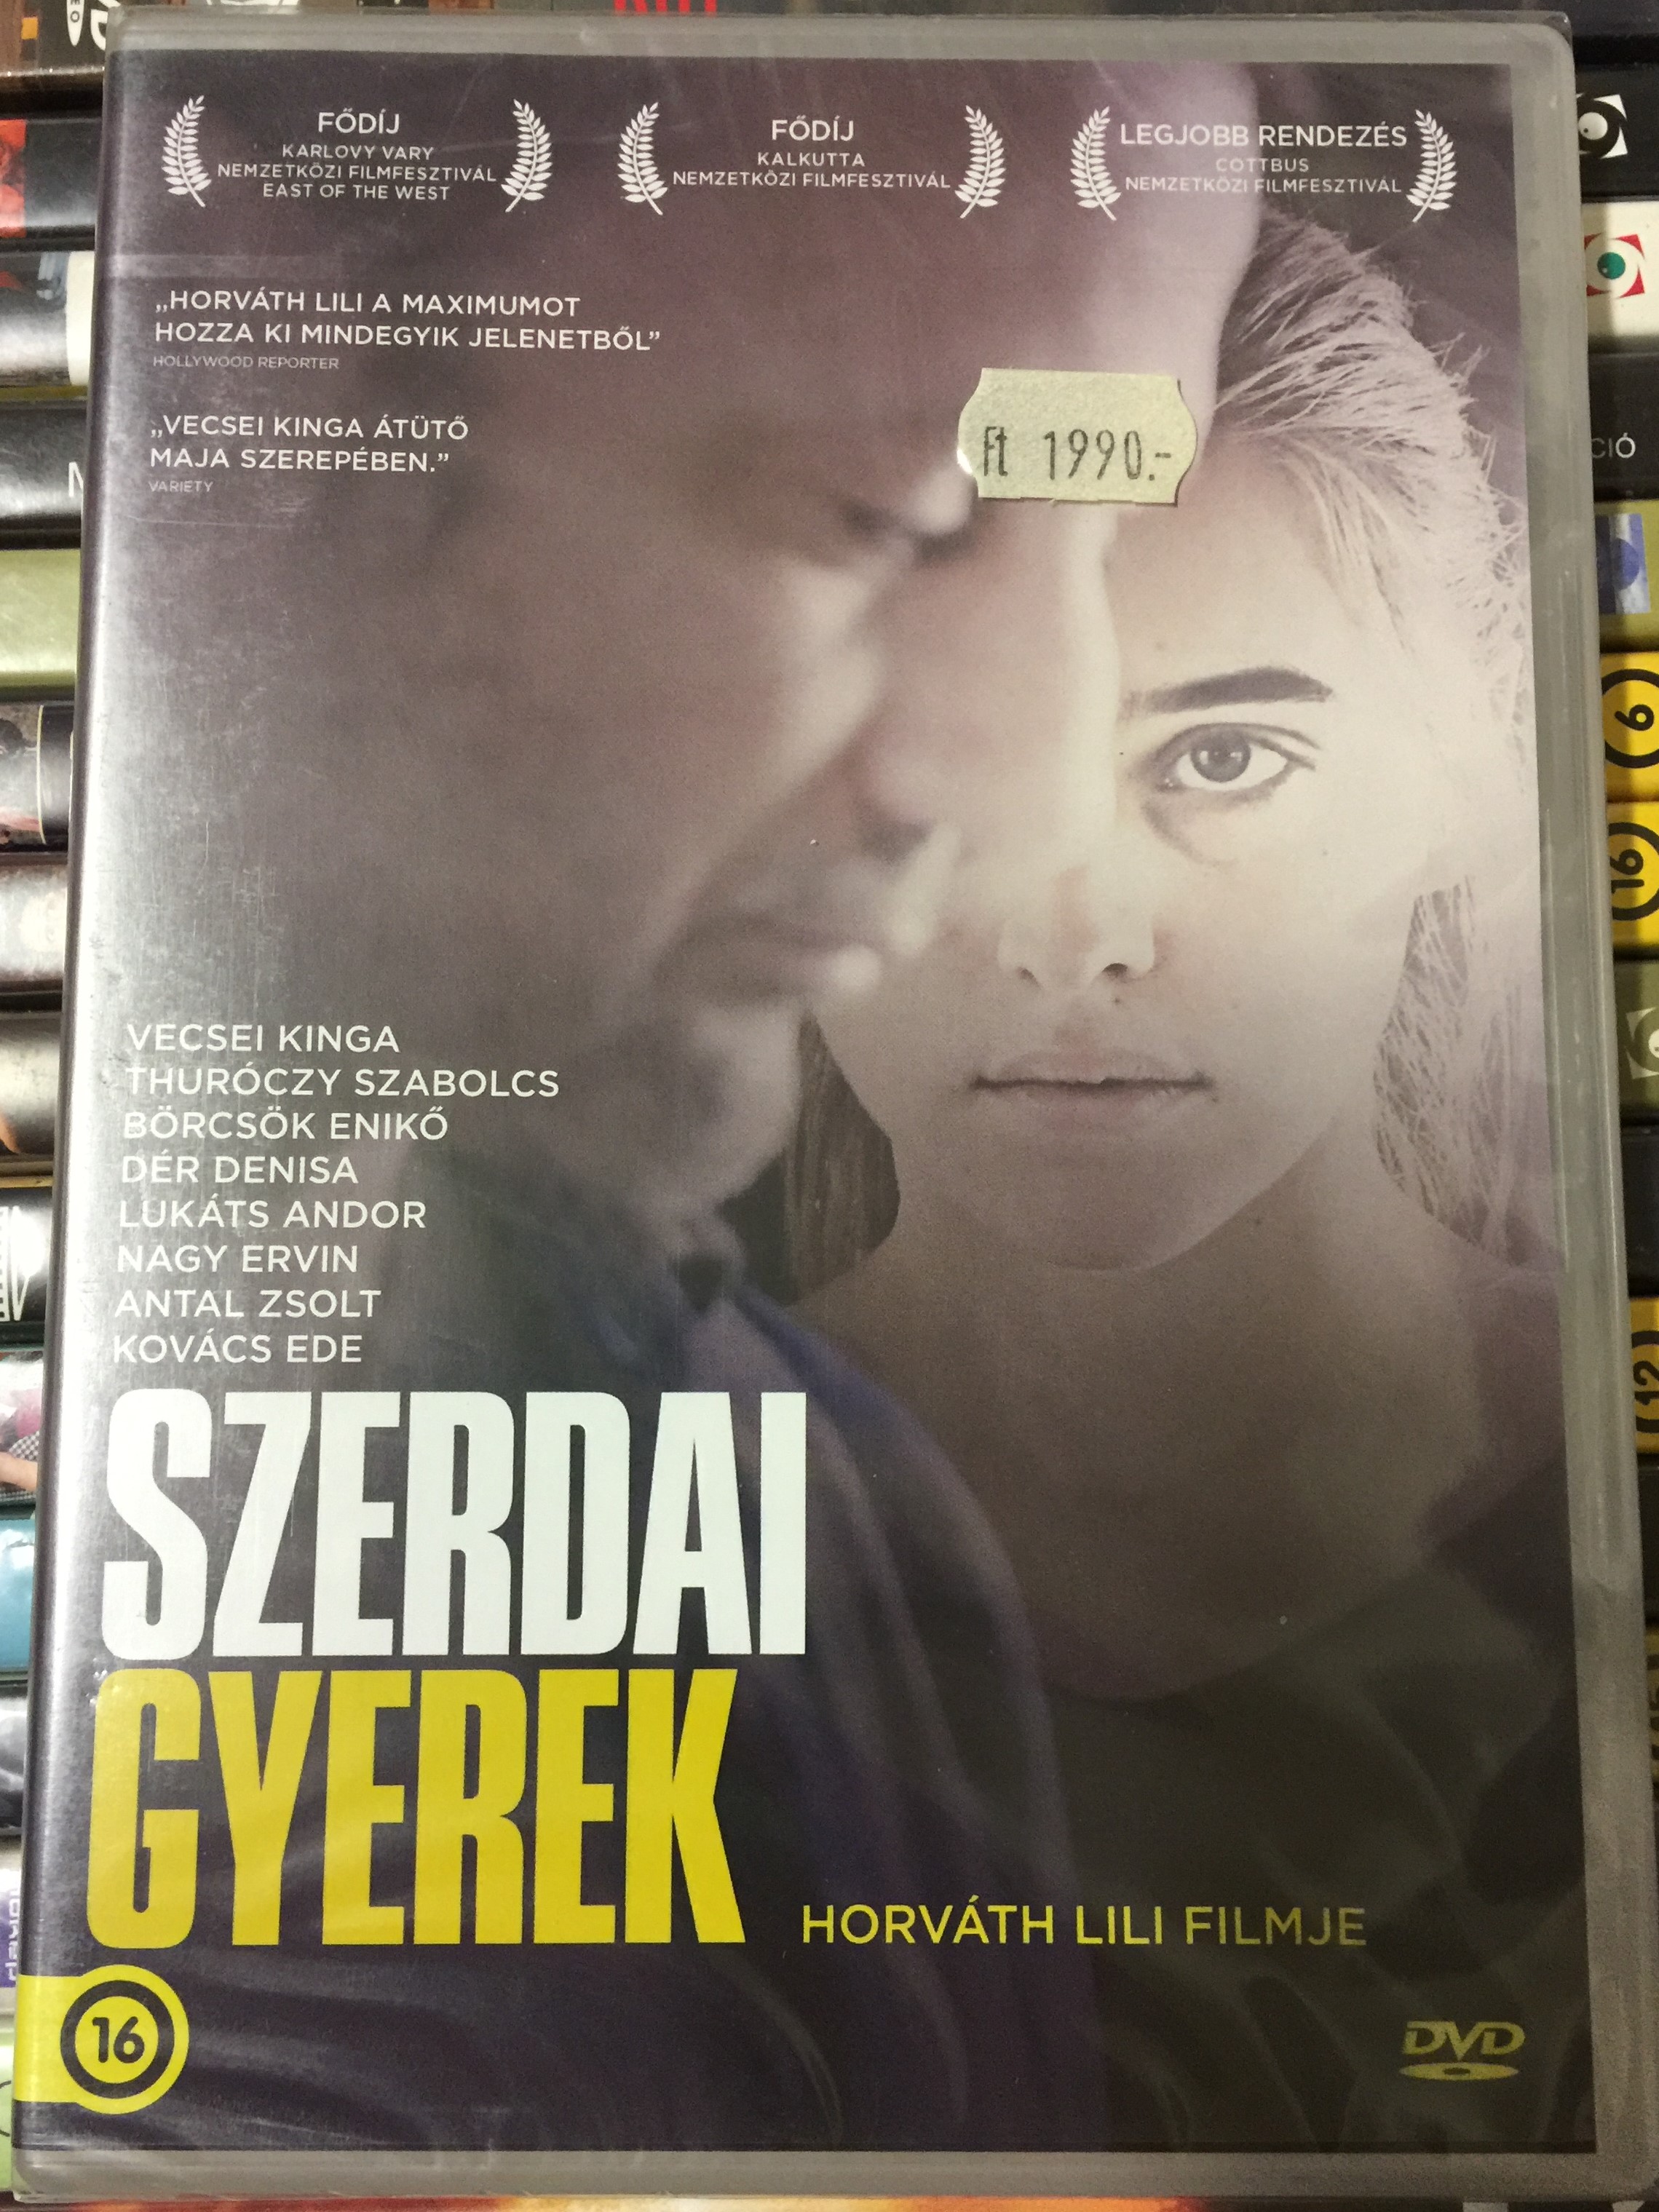 FŐDÍJ
KARLOVY VARY
NEMZETKÖZI FILMFESZTIVÁL
EAST OF THE WEST
FŐDÍJ
KALKUTTA
NEMZETKÖZI FILMFESZTIVÁL
LEGJOBB RENDEZÉS
COTTBUS
NEMZETKÖZI FILMFESZTIVÁL
„HORVÁTH LILI A MAXIMUMOT
HOZZA KI MINDEGYIK JELENETBŐL”
HOLLYWOOD REPORTER
„VECSEI KINGA ÁTÜTŐ
MAJA SZEREPÉBEN.”
VARIETY
Ft 1990.-
VECSEI KINGA
THURÓCZY SZABOLCS
BÖRCSÖK ENIKŐ
DÉR DENISA
LUKÁTS ANDOR
NAGY ERVIN
ANTAL ZSOLT
KOVÁCS EDE
SZERDAI
GYEREK
HORVÁTH LILI FILMJE
16
DVD
6
16
12